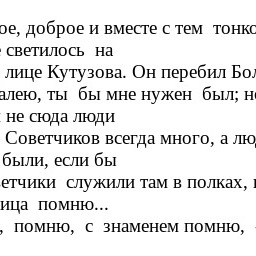 ое, доброе и вместе с тем тонко
светилось на
лице Кутузова. Он перебил Бол
алею, ты бы мне нужен был; н
не сюда люди
Советчиков всегда много, а лю
были, если бы
етчики служили там в полках,
ица помню...
, помню, с знаменем помню,